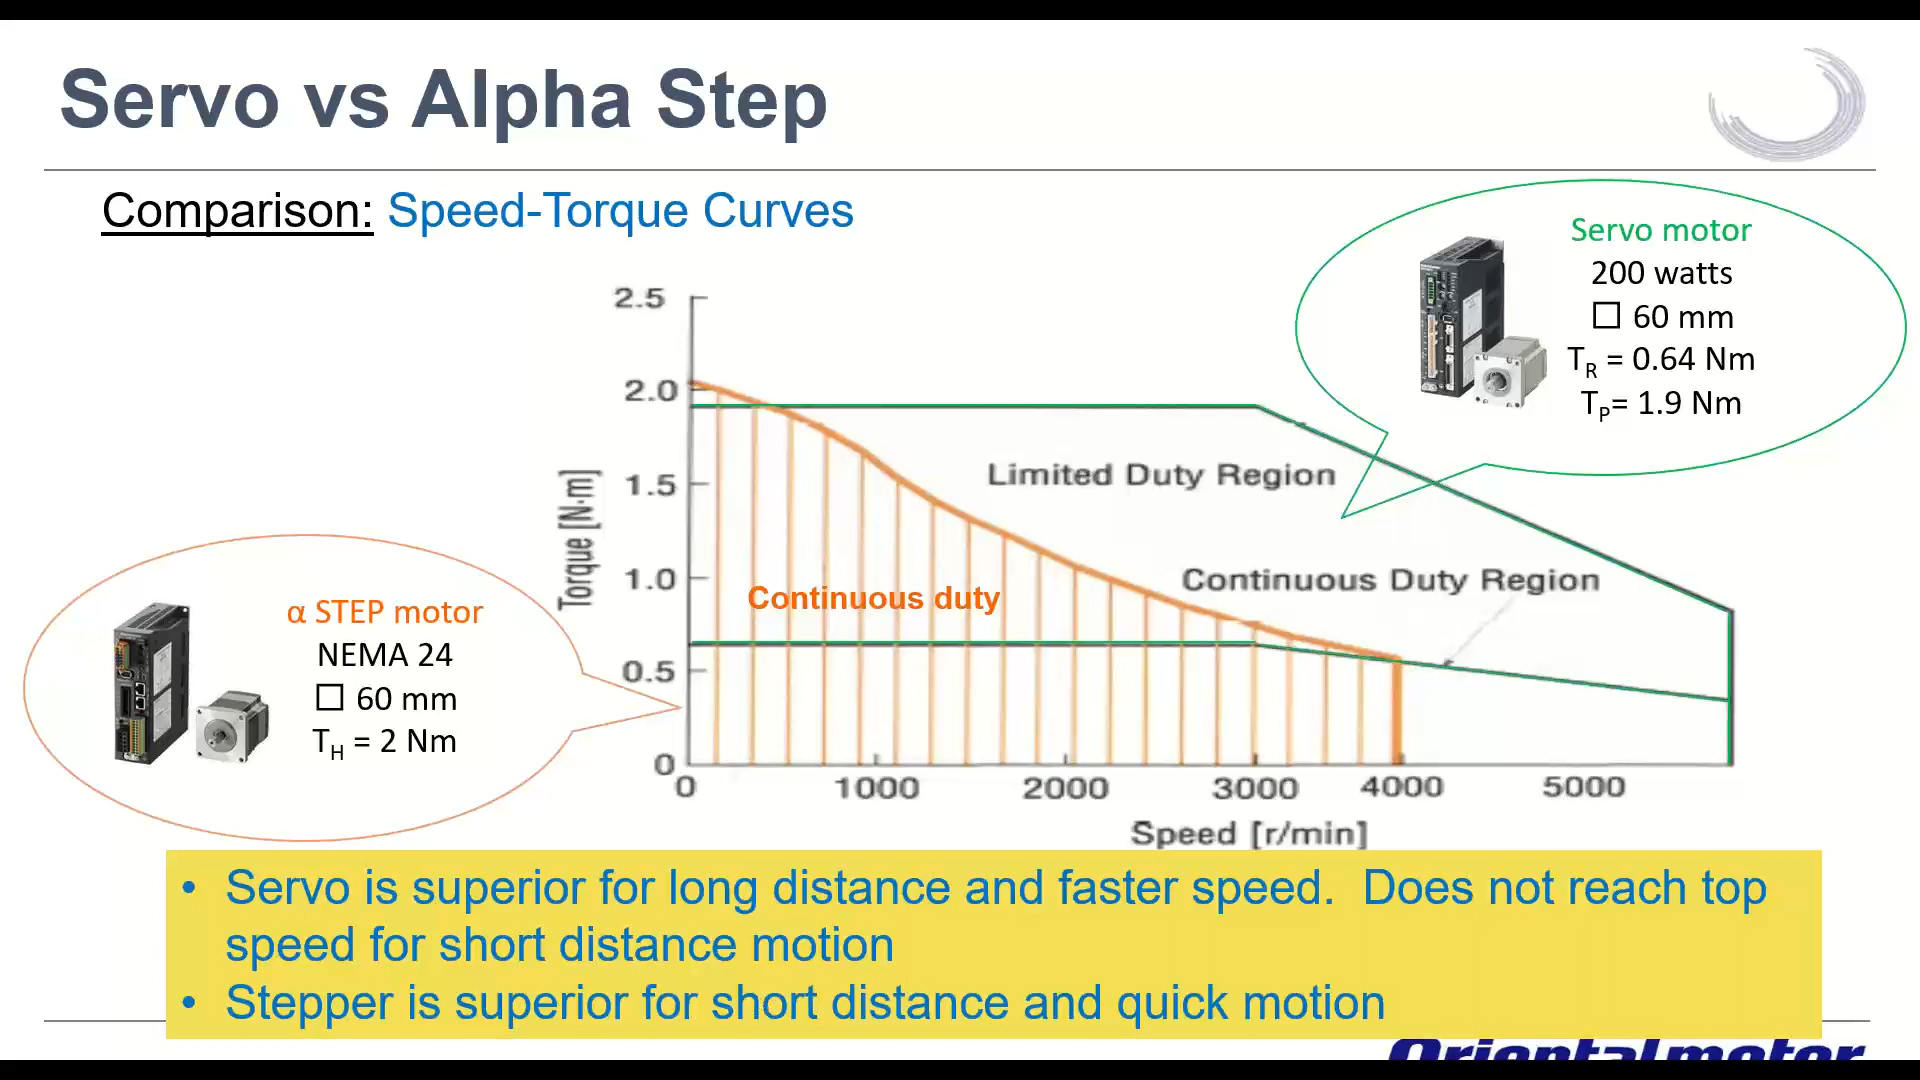 Servo vs Alpha Step
Comparison: Speed-Torque Curves
Servo motor
200 watts
☐ 60 mm
TR = 0.64 Nm
TP= 1.9 Nm
2.5
2.0
1.5
1.0
0.5
0
Torque [N·m]
Limited Duty Region
Continuous Duty Region
Continuous duty
α STEP motor
NEMA 24
☐ 60 mm
TH = 2 Nm
0 1000 2000 3000 4000 5000
Speed [r/min]
• Servo is superior for long distance and faster speed. Does not reach top
speed for short distance motion
• Stepper is superior for short distance and quick motion
Orientalmotor